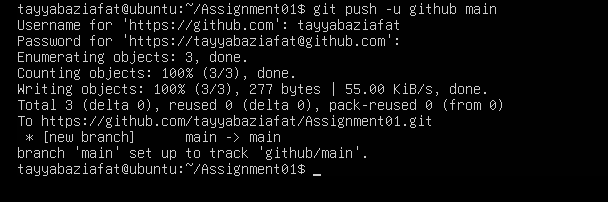 tayyabaziafat@ubuntu:~/Assignment01$ git push -u github main
Username for 'https://github.com': tayyabaziafat
Password for 'https://tayyabaziafat@github.com':
Enumerating objects: 3, done.
Counting objects: 100% (3/3), done.
Writing objects: 100% (3/3), 277 bytes | 55.00 KiB/s, done.
Total 3 (delta 0), reused 0 (delta 0), pack-reused 0 (from 0)
To https://github.com/tayyabaziafat/Assignment01.git
 * [new branch]      main -> main
branch 'main' set up to track 'github/main'.
tayyabaziafat@ubuntu:~/Assignment01$ _